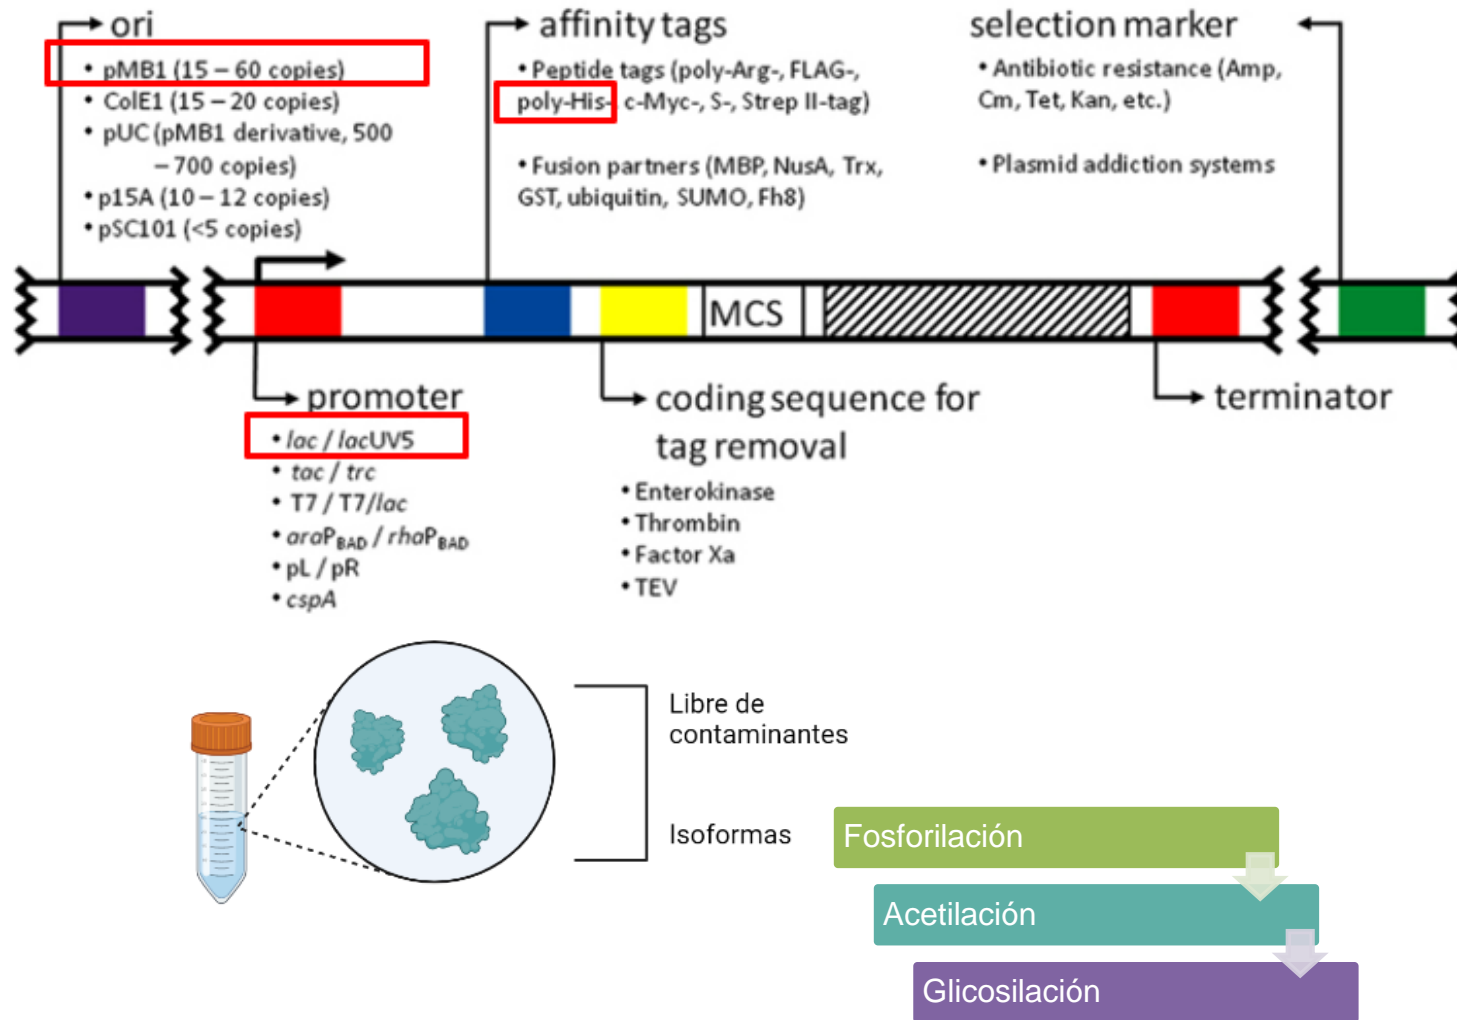 ori
• pMB1 (15 – 60 copies)
• ColE1 (15 – 20 copies)
• pUC (pMB1 derivative, 500
– 700 copies)
• p15A (10 – 12 copies)
• pSC101 (<5 copies)
affinity tags
• Peptide tags (poly-Arg-, FLAG-,
poly-His-, c-Myc-, S-, Strep II-tag)
• Fusion partners (MBP, NusA, Trx,
GST, ubiquitin, SUMO, Fh8)
selection marker
• Antibiotic resistance (Amp,
Cm, Tet, Kan, etc.)
• Plasmid addiction systems
MCS
promoter
• lac / lacUV5
• tac / trc
• T7 / T7/lac
• araP_BAD / rhaP_BAD
• pL / pR
• cspA
coding sequence for
tag removal
• Enterokinase
• Thrombin
• Factor Xa
• TEV
terminator
Libre de
contaminantes
Isoformas
Fosforilación
Acetilación
Glicosilación